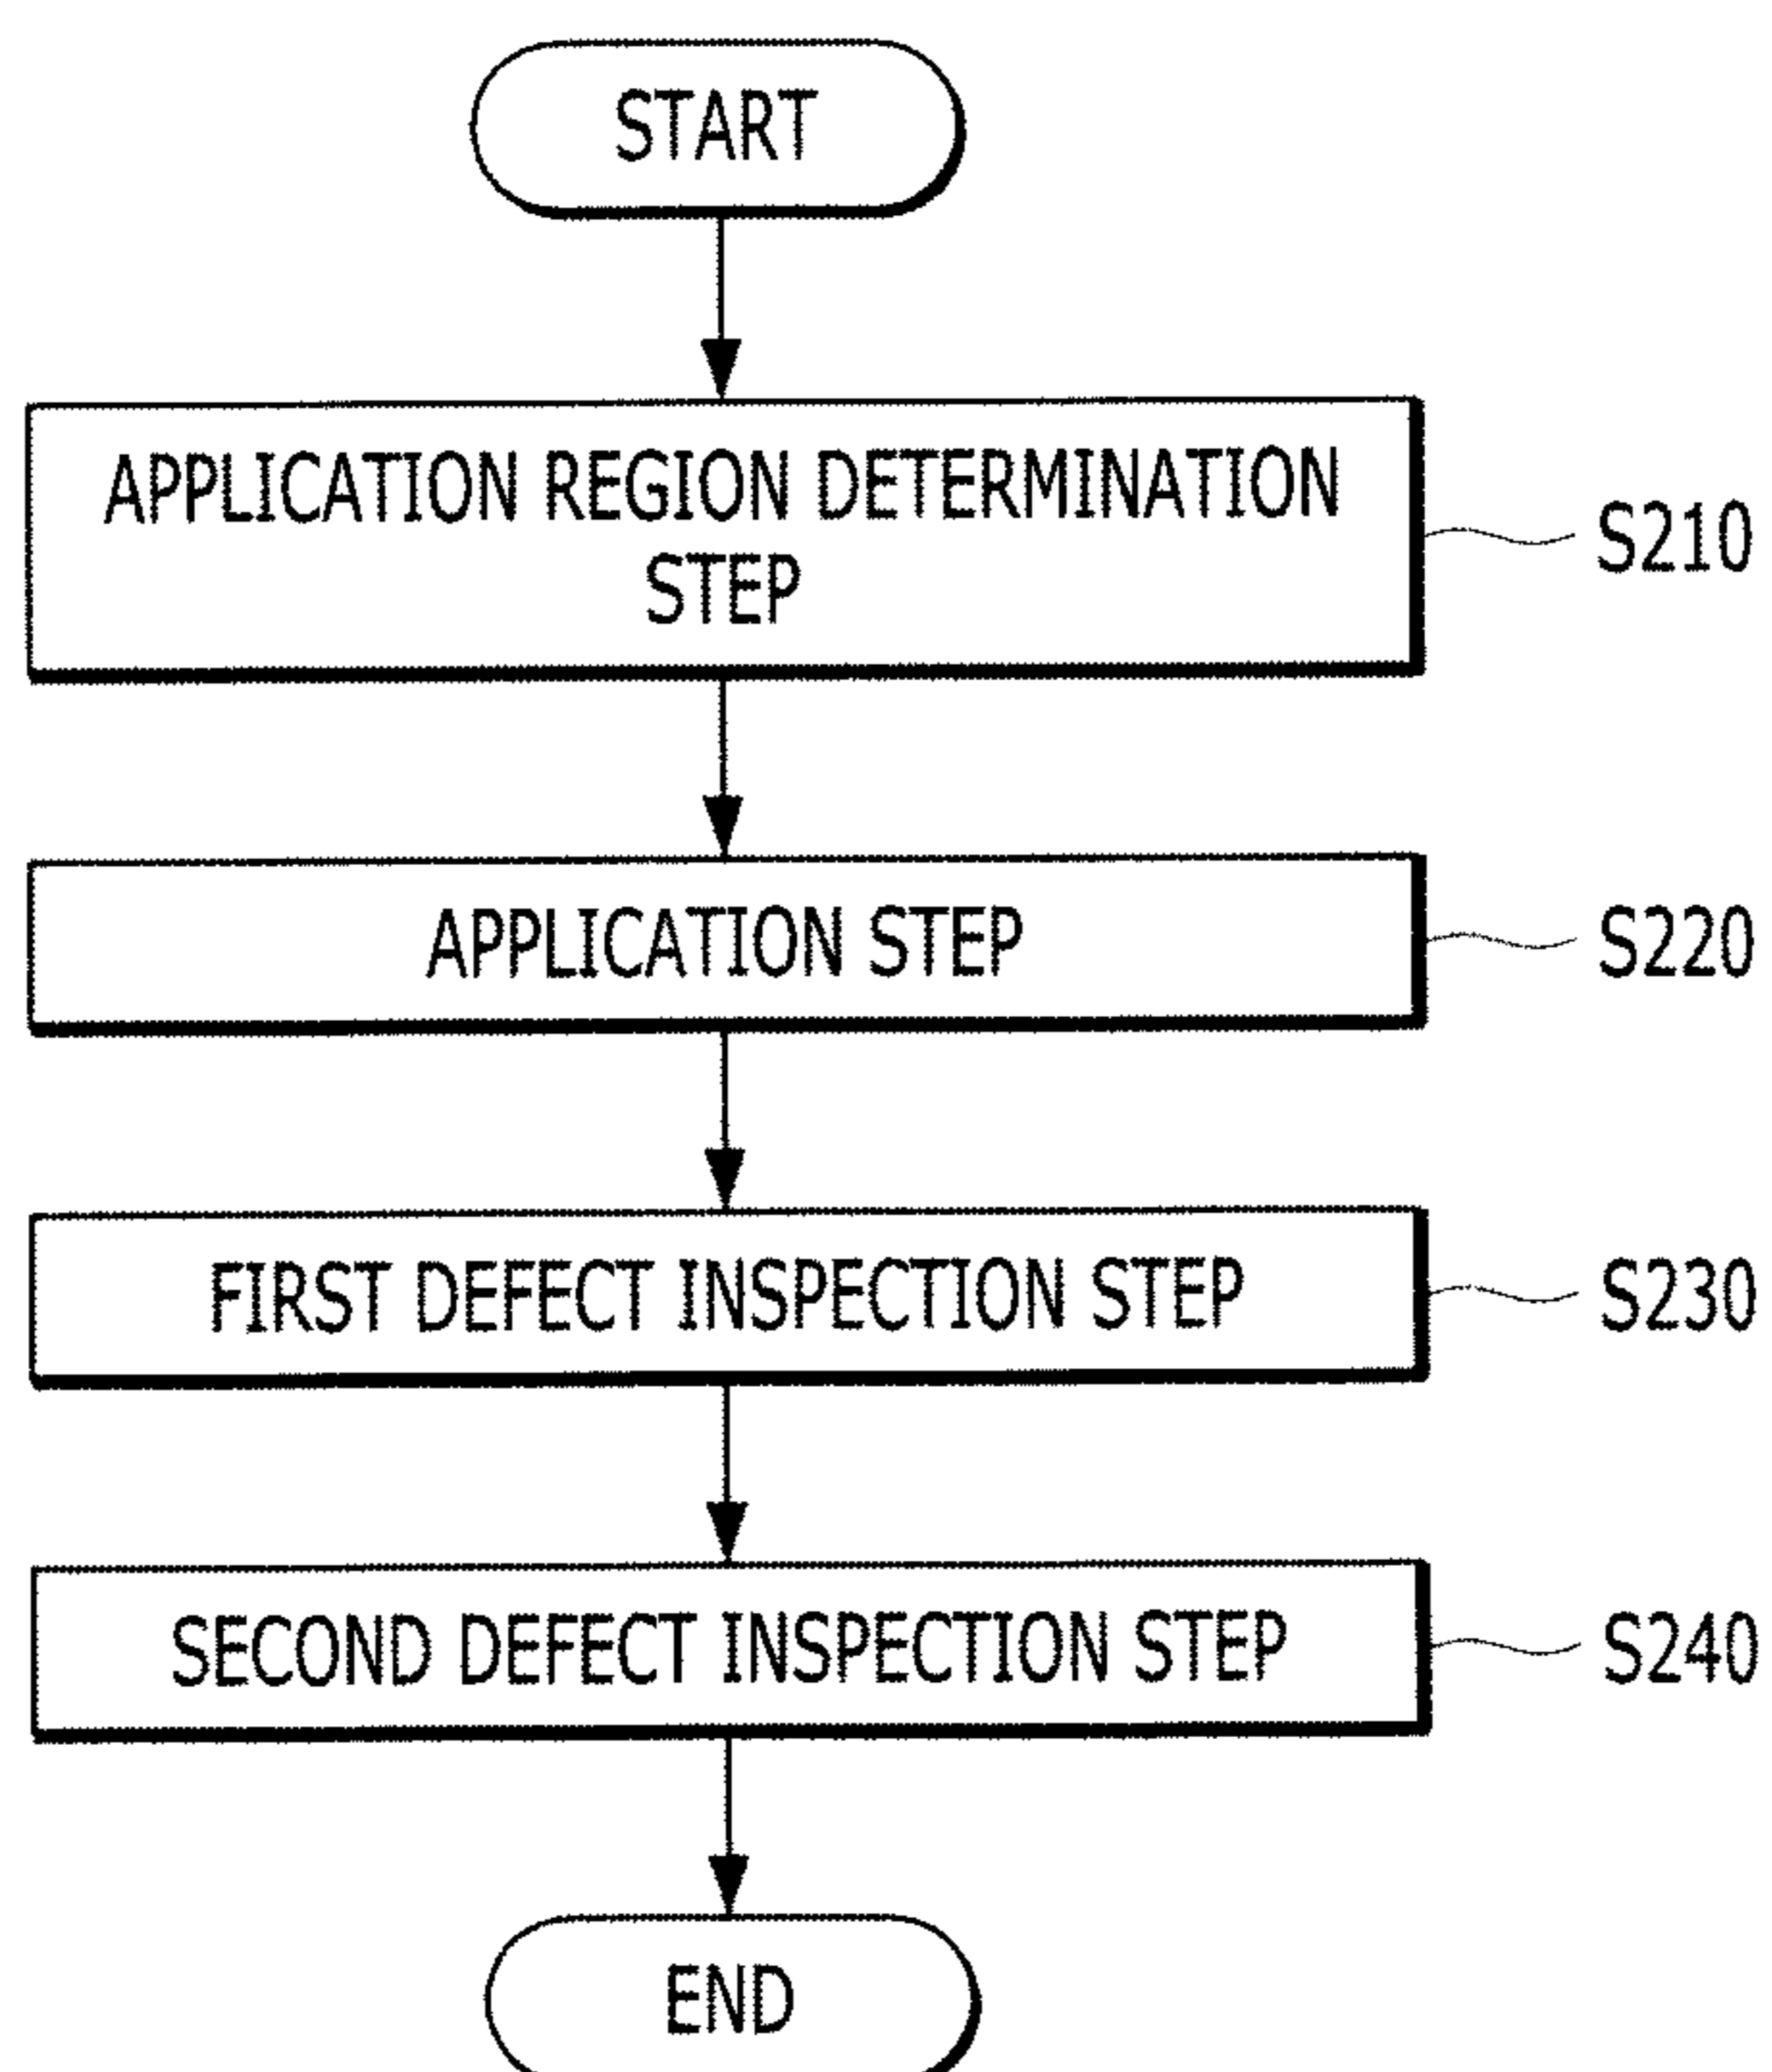 START
APPLICATION REGION DETERMINATION
STEP
S210
APPLICATION STEP
S220
FIRST DEFECT INSPECTION STEP
S230
SECOND DEFECT INSPECTION STEP
S240
END